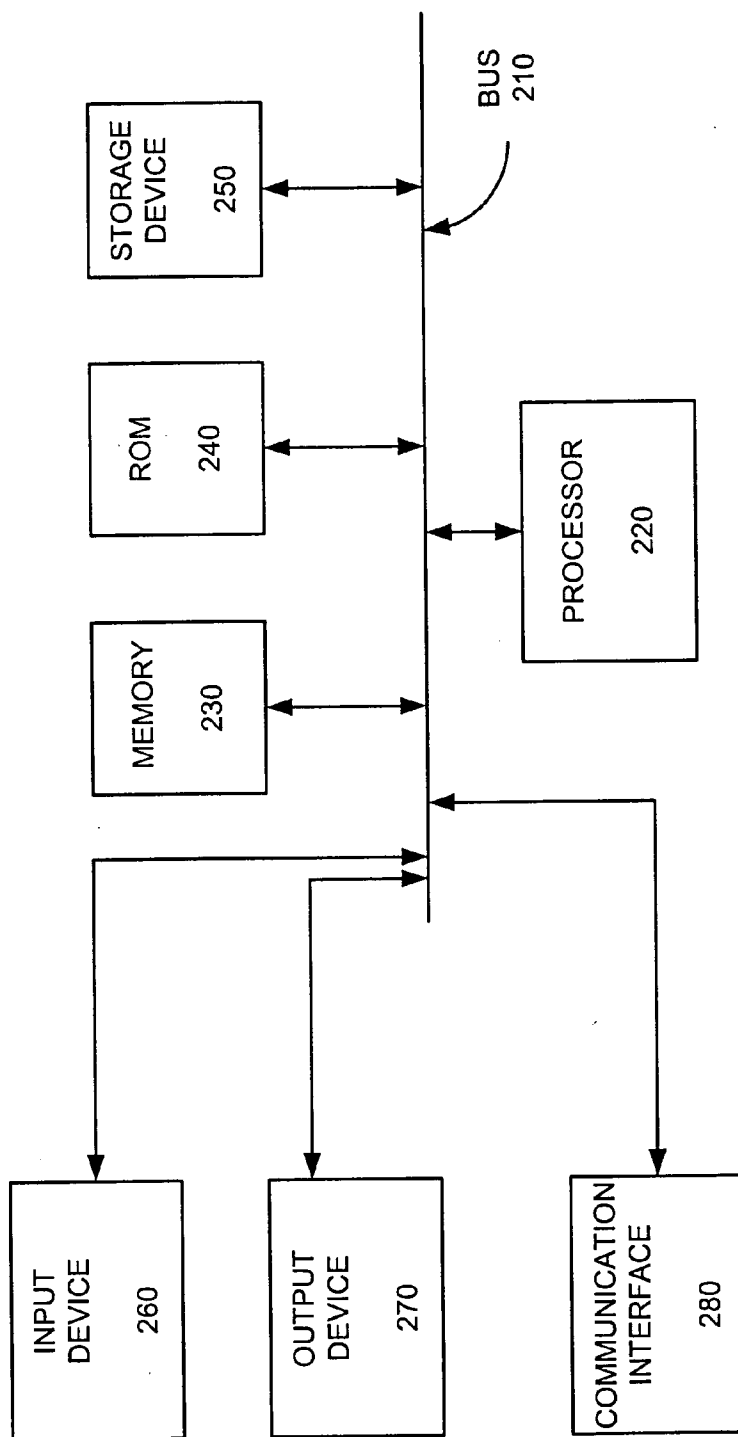 INPUT
DEVICE
260
MEMORY
230
ROM
240
STORAGE
DEVICE
250
OUTPUT
DEVICE
270
BUS
210
PROCESSOR
220
COMMUNICATION
INTERFACE
280